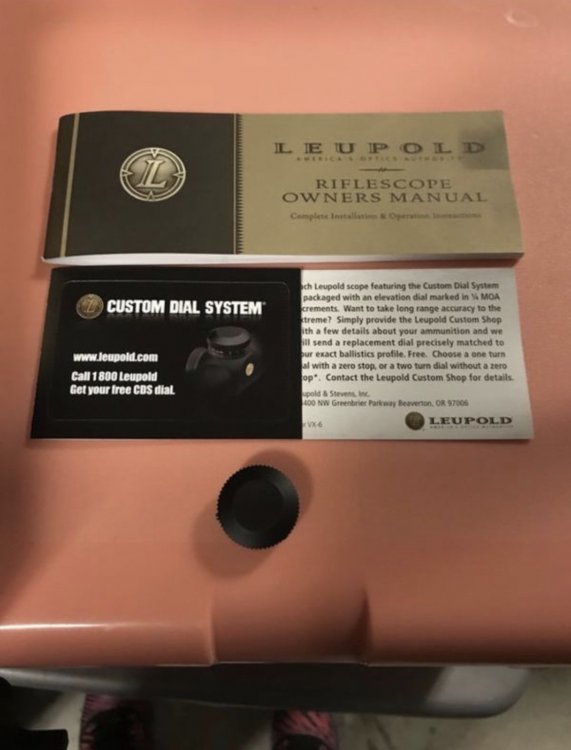 L
LEUPOLD
AMERICA'S OPTICS AUTHORITY
RIFLESCOPE
OWNERS MANUAL
Complete Installation & Operation Instructions
CUSTOM DIAL SYSTEM
www.leupold.com
Call 1 800 Leupold
Get your free CDS dial.
ch Leupold scope featuring the Custom Dial System
packaged with an elevation dial marked in ¼ MOA
crements. Want to take long range accuracy to the
treme? Simply provide the Leupold Custom Shop
ith a few details about your ammunition and we
ill send a replacement dial precisely matched to
our exact ballistics profile. Free. Choose a one turn
al with a zero stop, or a two turn dial without a zero
op*. Contact the Leupold Custom Shop for details.
upold & Stevens, Inc.
400 NW Greenbrier Parkway Beaverton, OR 97006
VX-6
LEUPOLD